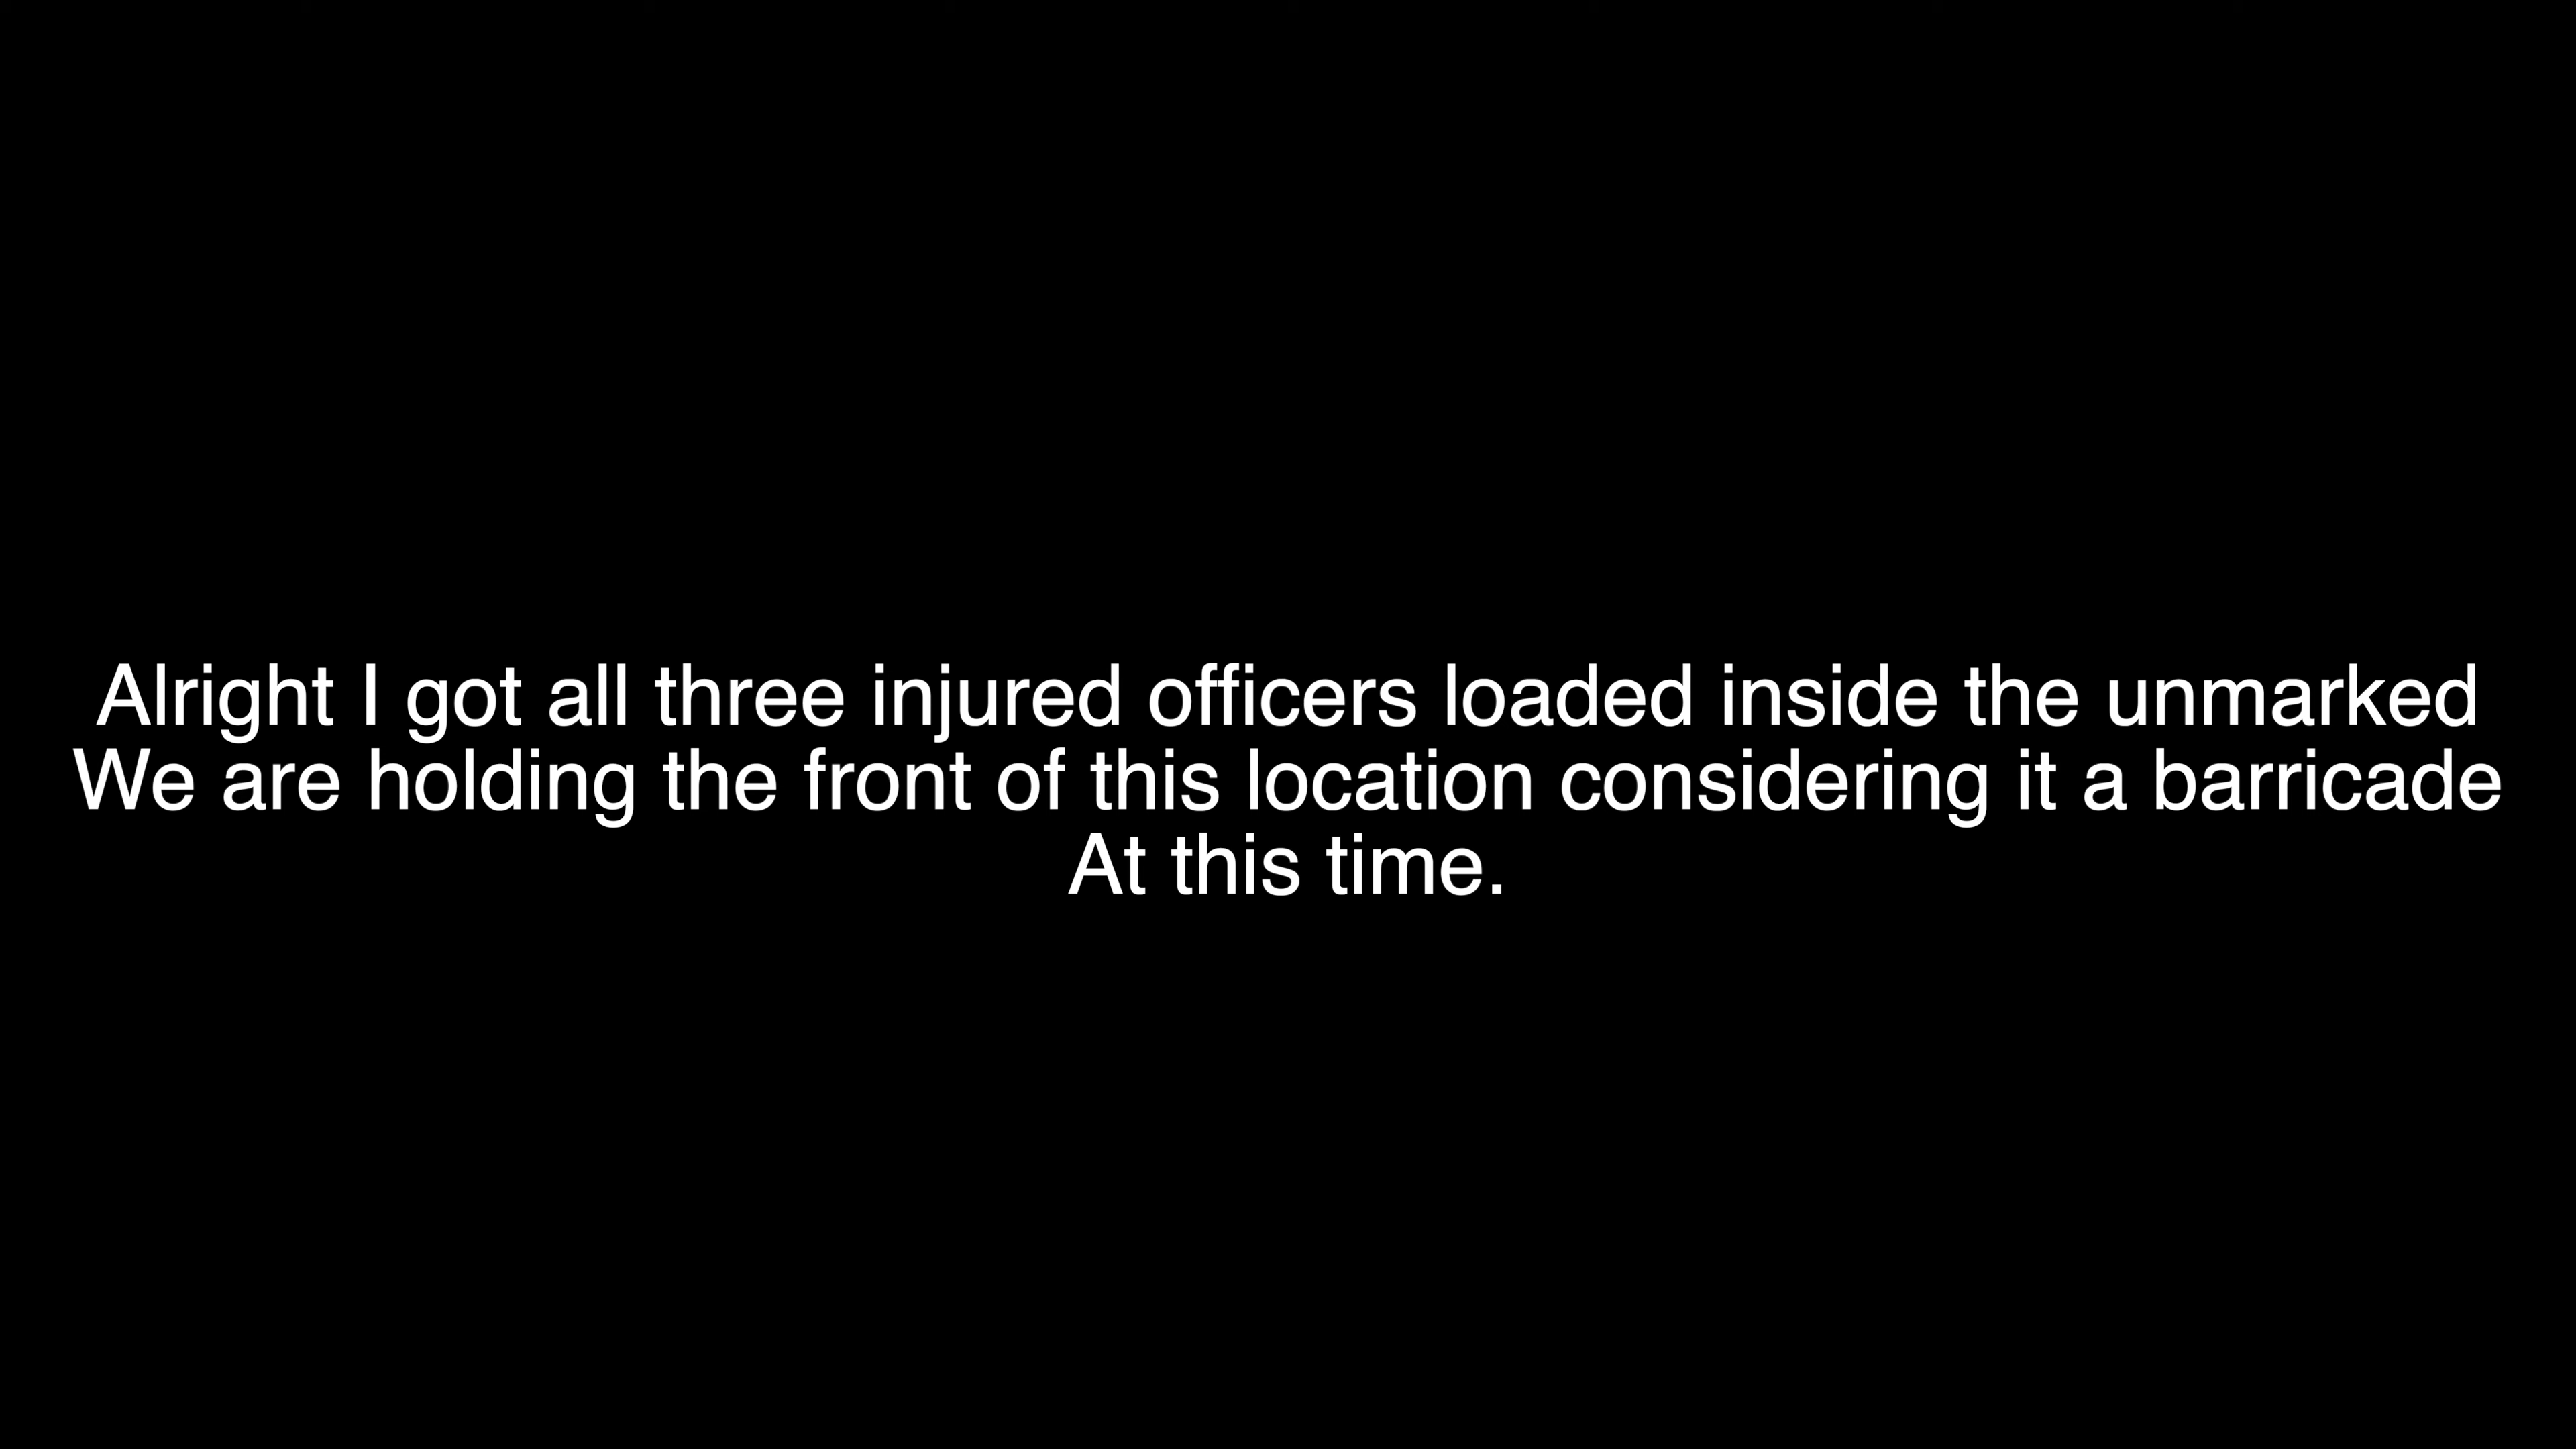 Alright I got all three injured officers loaded inside the unmarked
We are holding the front of this location considering it a barricade
At this time.